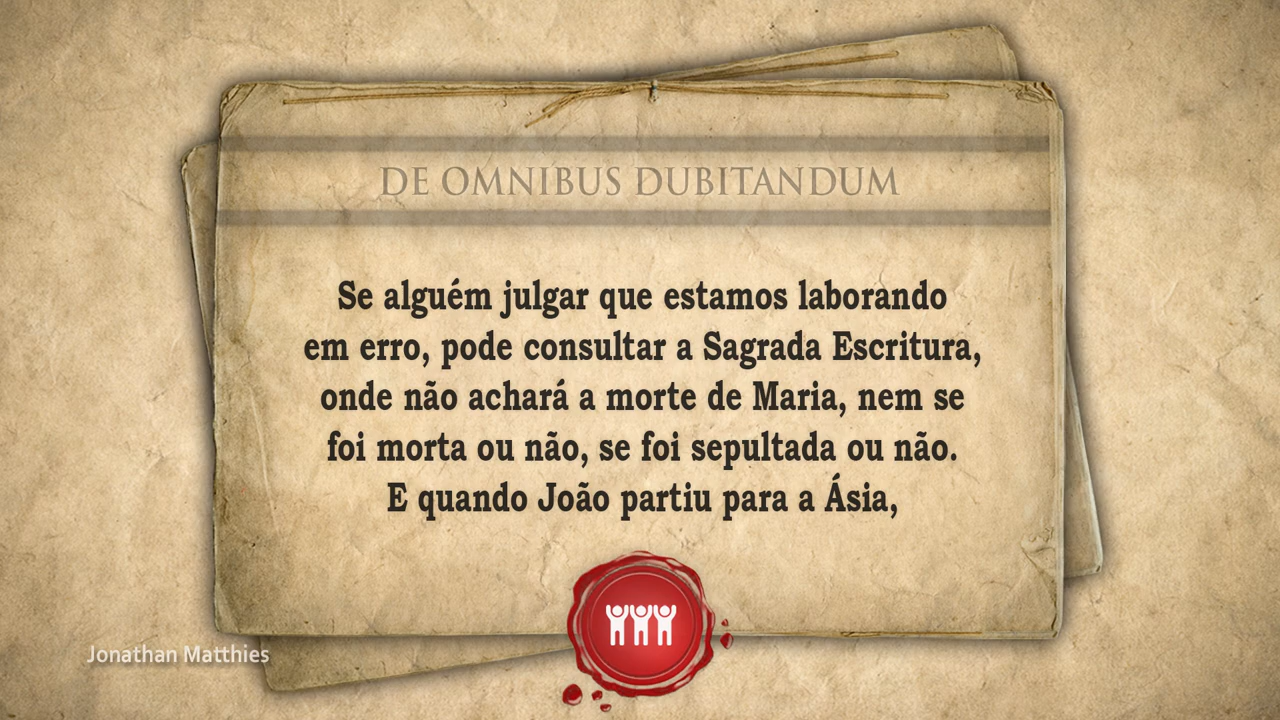 DE OMNIBUS DUBITANDUM
Se alguém julgar que estamos laborando
em erro, pode consultar a Sagrada Escritura,
onde não achará a morte de Maria, nem se
foi morta ou não, se foi sepultada ou não.
E quando João partiu para a Ásia,
Jonathan Matthies